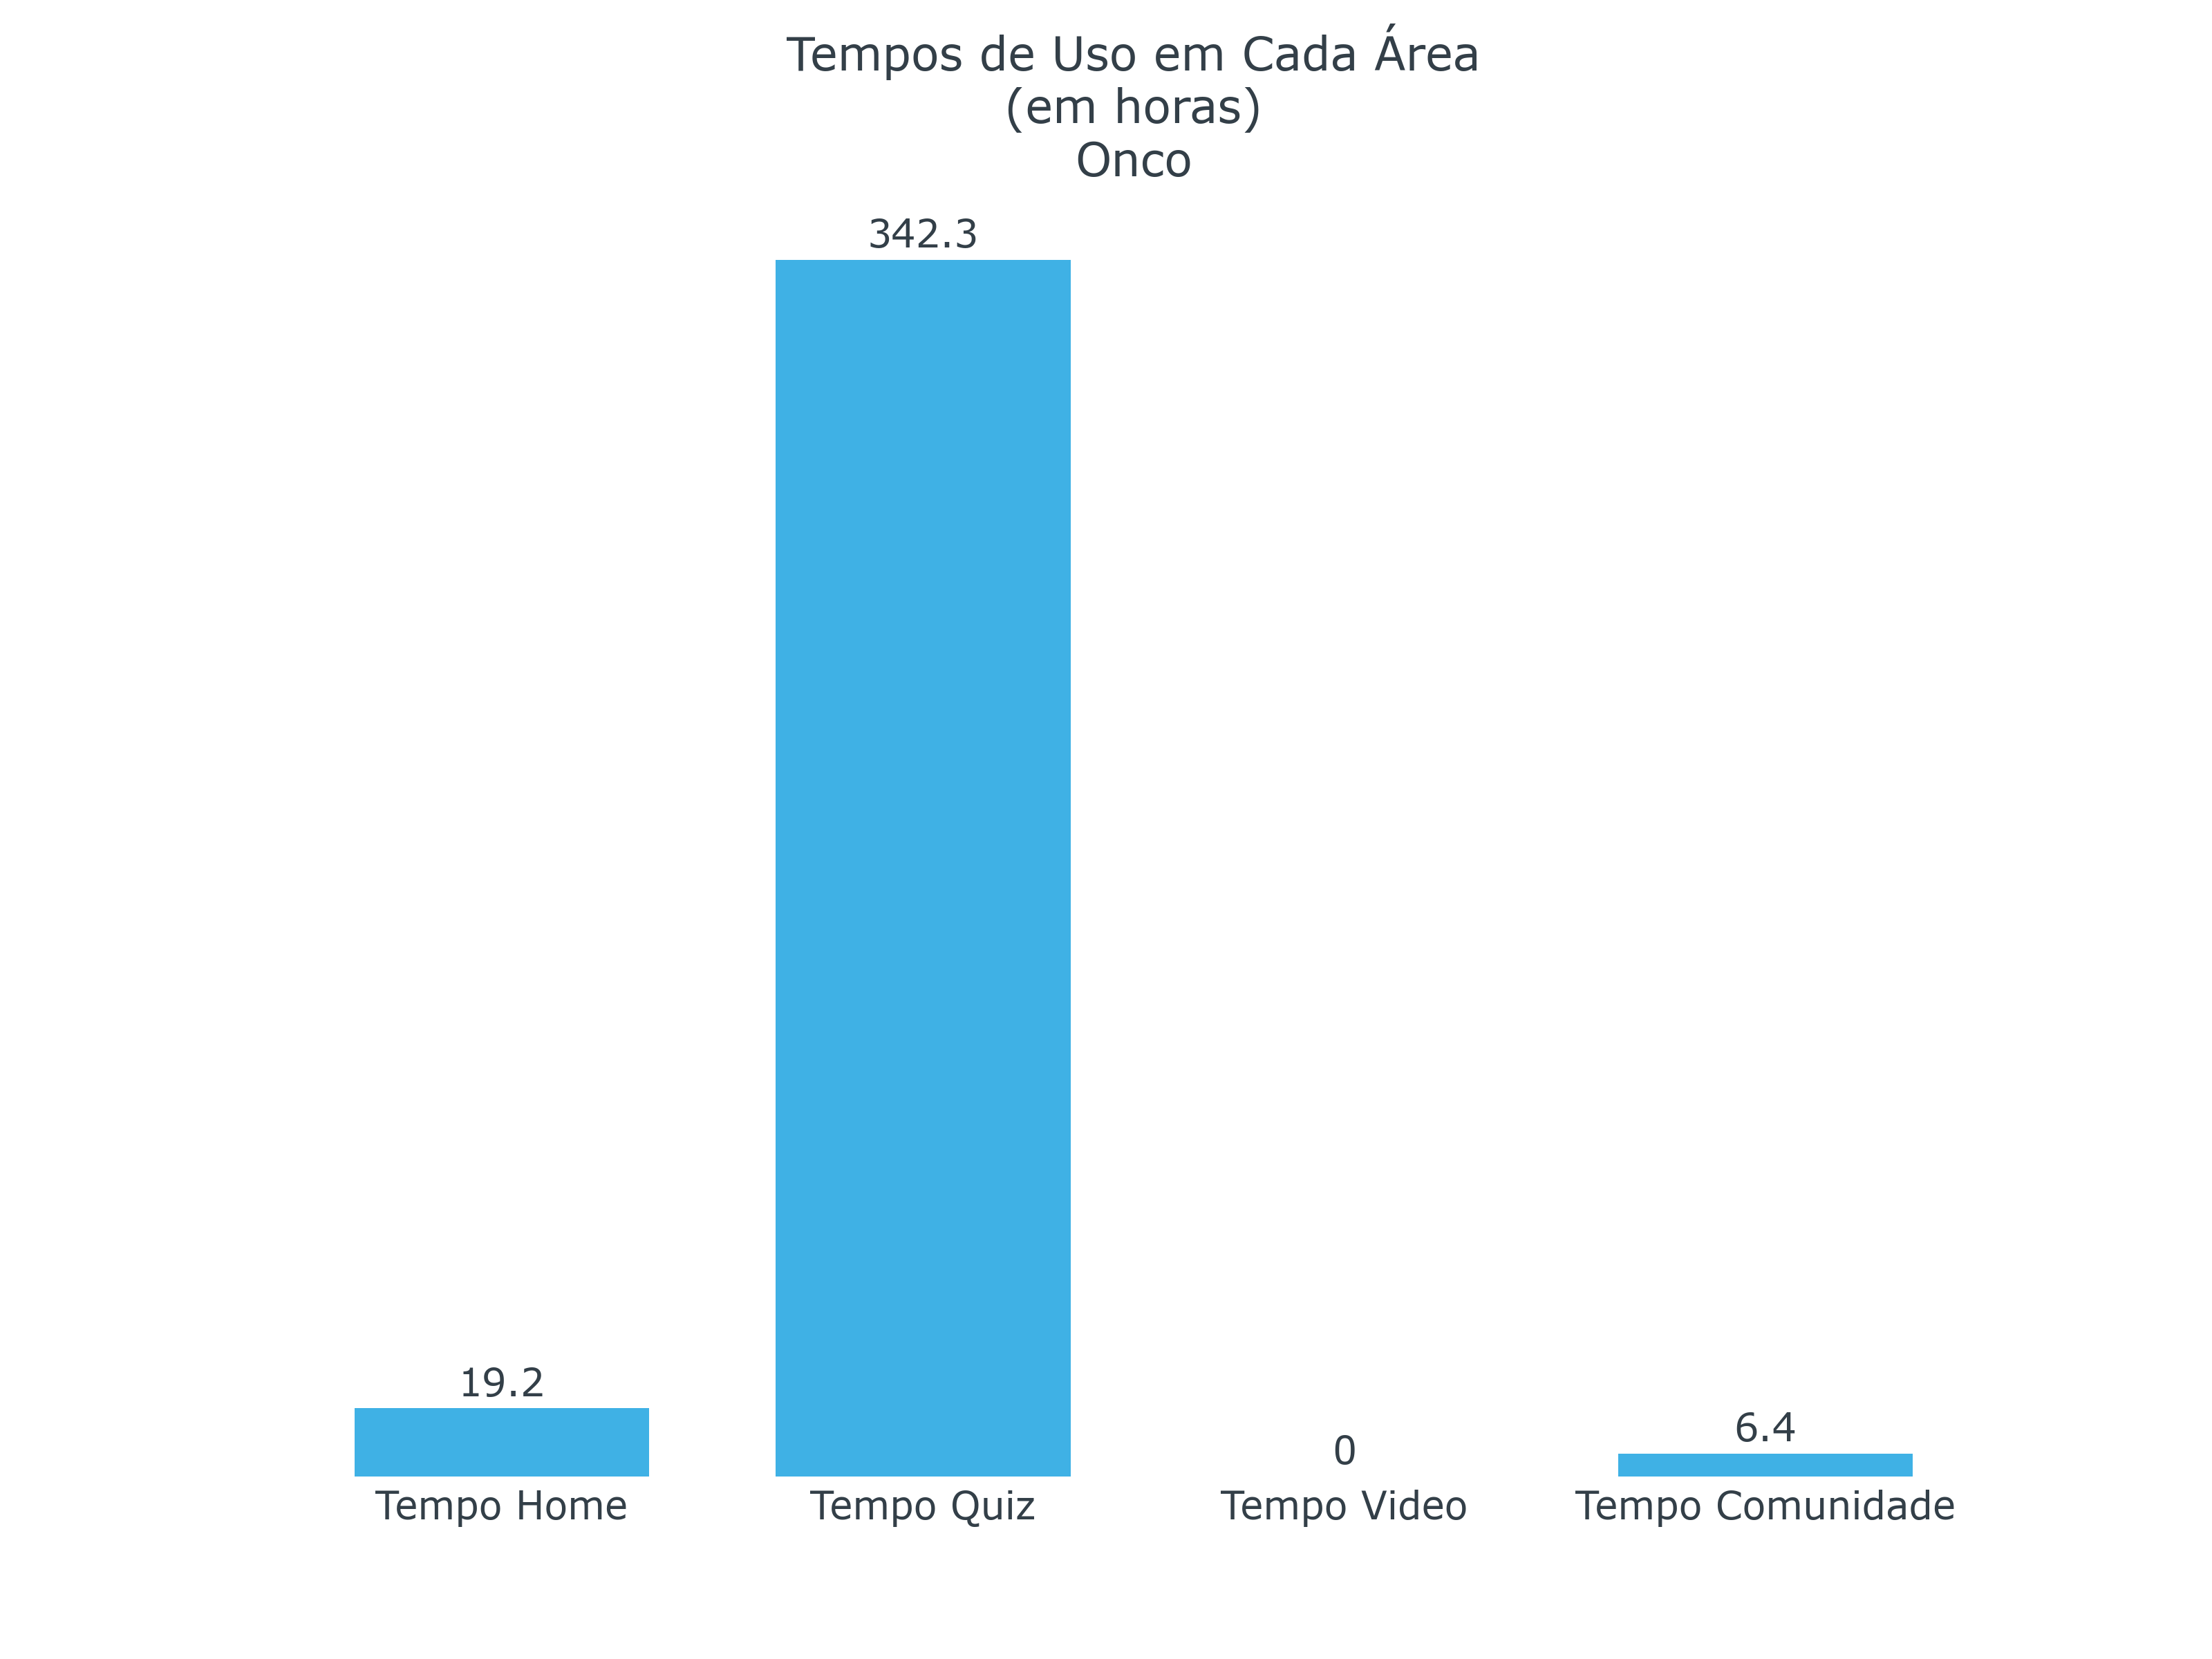 Tempos de Uso em Cada Área
(em horas)
Onco
342.3
19.2
6.4
0
Tempo Home
Tempo Quiz
Tempo Video
Tempo Comunidade